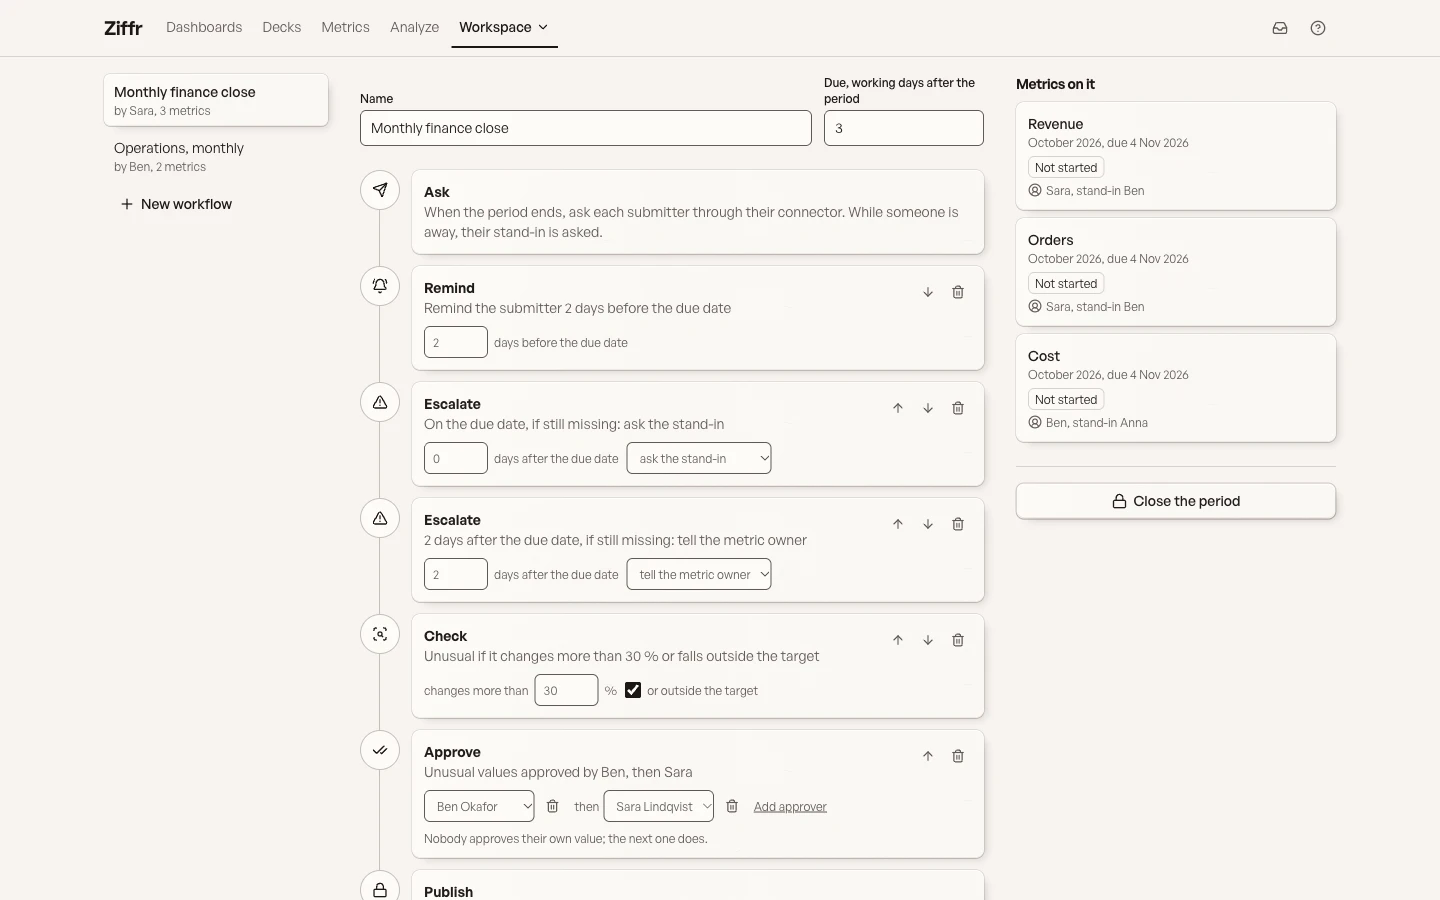 Ziffr
Dashboards
Decks
Metrics
Analyze
Workspace
Monthly finance close
by Sara, 3 metrics
Operations, monthly
by Ben, 2 metrics
New workflow
Name
Monthly finance close
Due, working days after the
period
3
Ask
When the period ends, ask each submitter through their connector. While someone is
away, their stand-in is asked.
Remind
Remind the submitter 2 days before the due date
2 days before the due date
Escalate
On the due date, if still missing: ask the stand-in
0 days after the due date ask the stand-in
Escalate
2 days after the due date, if still missing: tell the metric owner
2 days after the due date tell the metric owner
Check
Unusual if it changes more than 30 % or falls outside the target
changes more than 30 % or outside the target
Approve
Unusual values approved by Ben, then Sara
Ben Okafor then Sara Lindqvist Add approver
Nobody approves their own value; the next one does.
Publish
Metrics on it
Revenue
October 2026, due 4 Nov 2026
Not started
Sara, stand-in Ben
Orders
October 2026, due 4 Nov 2026
Not started
Sara, stand-in Ben
Cost
October 2026, due 4 Nov 2026
Not started
Ben, stand-in Anna
Close the period